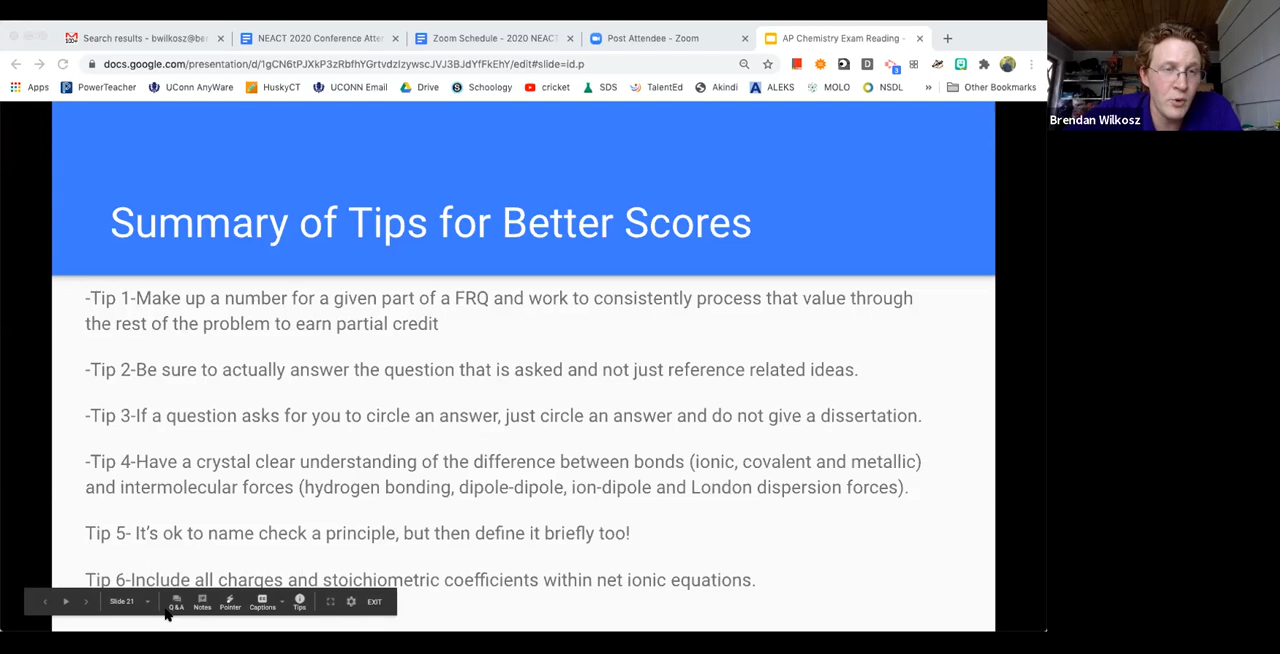 Search results - bwilkosz@be
NEACT 2020 Conference Atter
Zoom Schedule - 2020 NEACT
Post Attendee - Zoom
AP Chemistry Exam Reading -
docs.google.com/presentation/d/1gCN6tPJXkP3zRbfhYGrtvdzIzywscJVJ3BJdYfFkEhY/edit#slide=id.p
Apps PowerTeacher UConn AnyWare HuskyCT UCONN Email Drive Schoology cricket SDS TalentEd Akindi ALEKS MOLO NSDL » Other Bookmarks
Brendan Wilkosz
Summary of Tips for Better Scores
-Tip 1-Make up a number for a given part of a FRQ and work to consistently process that value through
the rest of the problem to earn partial credit
-Tip 2-Be sure to actually answer the question that is asked and not just reference related ideas.
-Tip 3-If a question asks for you to circle an answer, just circle an answer and do not give a dissertation.
-Tip 4-Have a crystal clear understanding of the difference between bonds (ionic, covalent and metallic)
and intermolecular forces (hydrogen bonding, dipole-dipole, ion-dipole and London dispersion forces).
Tip 5- It's ok to name check a principle, but then define it briefly too!
Tip 6-Include all charges and stoichiometric coefficients within net ionic equations.
Slide 21 Q&A Notes Pointer Captions Tips EXIT